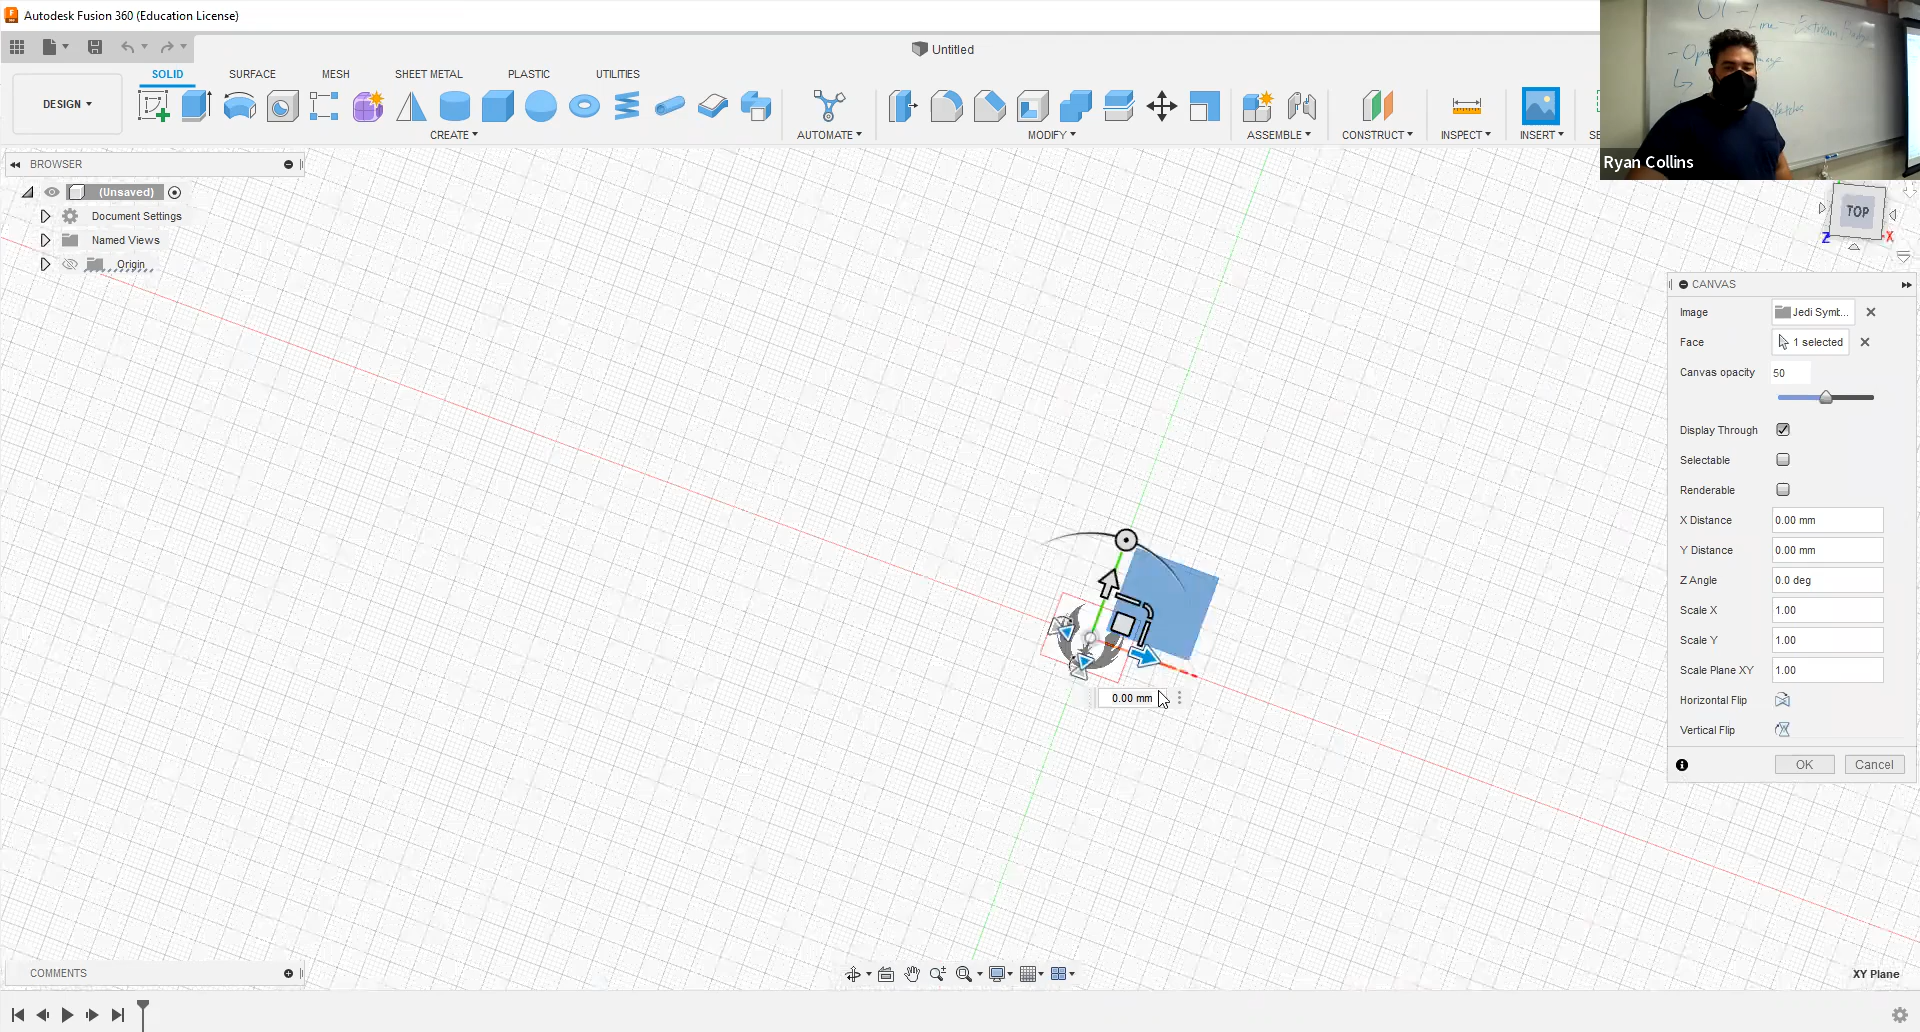 Autodesk Fusion 360 (Education License)
Untitled
SOLID SURFACE MESH SHEET METAL PLASTIC UTILITIES
DESIGN
CREATE AUTOMATE MODIFY ASSEMBLE CONSTRUCT INSPECT INSERT SE
Ryan Collins
BROWSER
(Unsaved)
Document Settings
Named Views
Origin
TOP
Z X
CANVAS
Image Jedi Symb...
Face 1 selected
Canvas opacity 50
Display Through
Selectable
Renderable
X Distance 0.00 mm
Y Distance 0.00 mm
Z Angle 0.0 deg
Scale X 1.00
Scale Y 1.00
Scale Plane XY 1.00
Horizontal Flip
Vertical Flip
OK Cancel
0.00 mm
COMMENTS
XY Plane